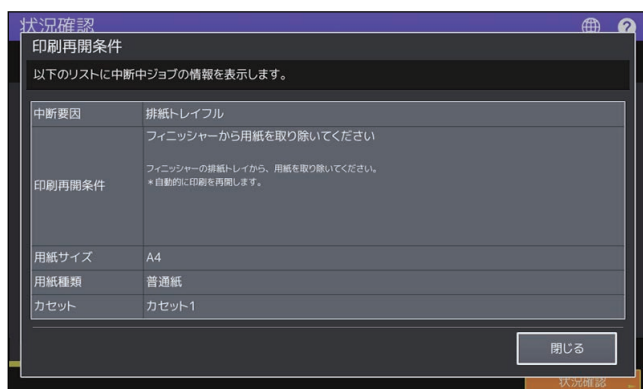 状況確認
印刷再開条件
以下のリストに中断中ジョブの情報を表示します。
中断要因 排紙トレイフル
印刷再開条件 フィニッシャーから用紙を取り除いてください
フィニッシャーの排紙トレイから、用紙を取り除いてください。
*自動的に印刷を再開します。
用紙サイズ A4
用紙種類 普通紙
カセット カセット1
閉じる
状況確認